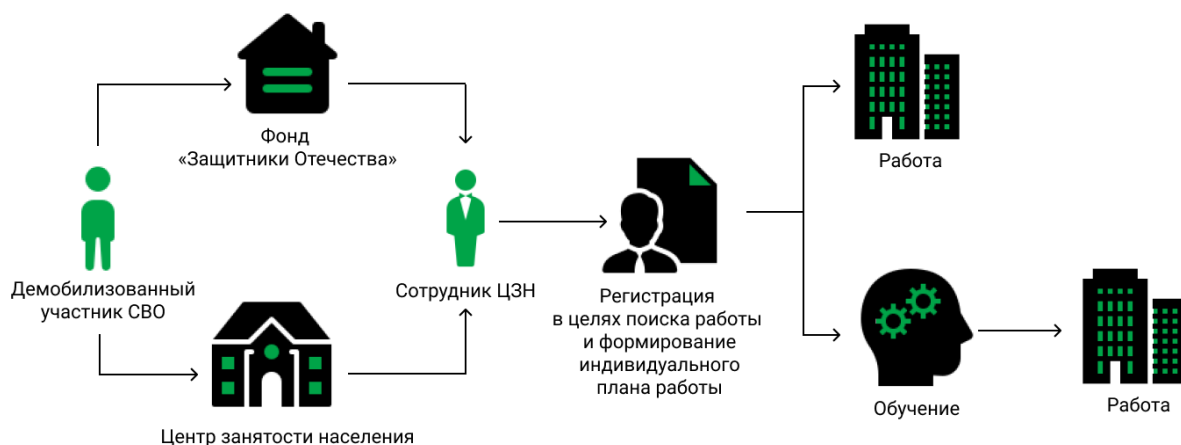 Фонд
«Защитники Отечества»
Демобилизованный
участник СВО
Центр занятости населения
Сотрудник ЦЗН
Регистрация
в целях поиска работы
и формирование
индивидуального
плана работы
Работа
Обучение
Работа